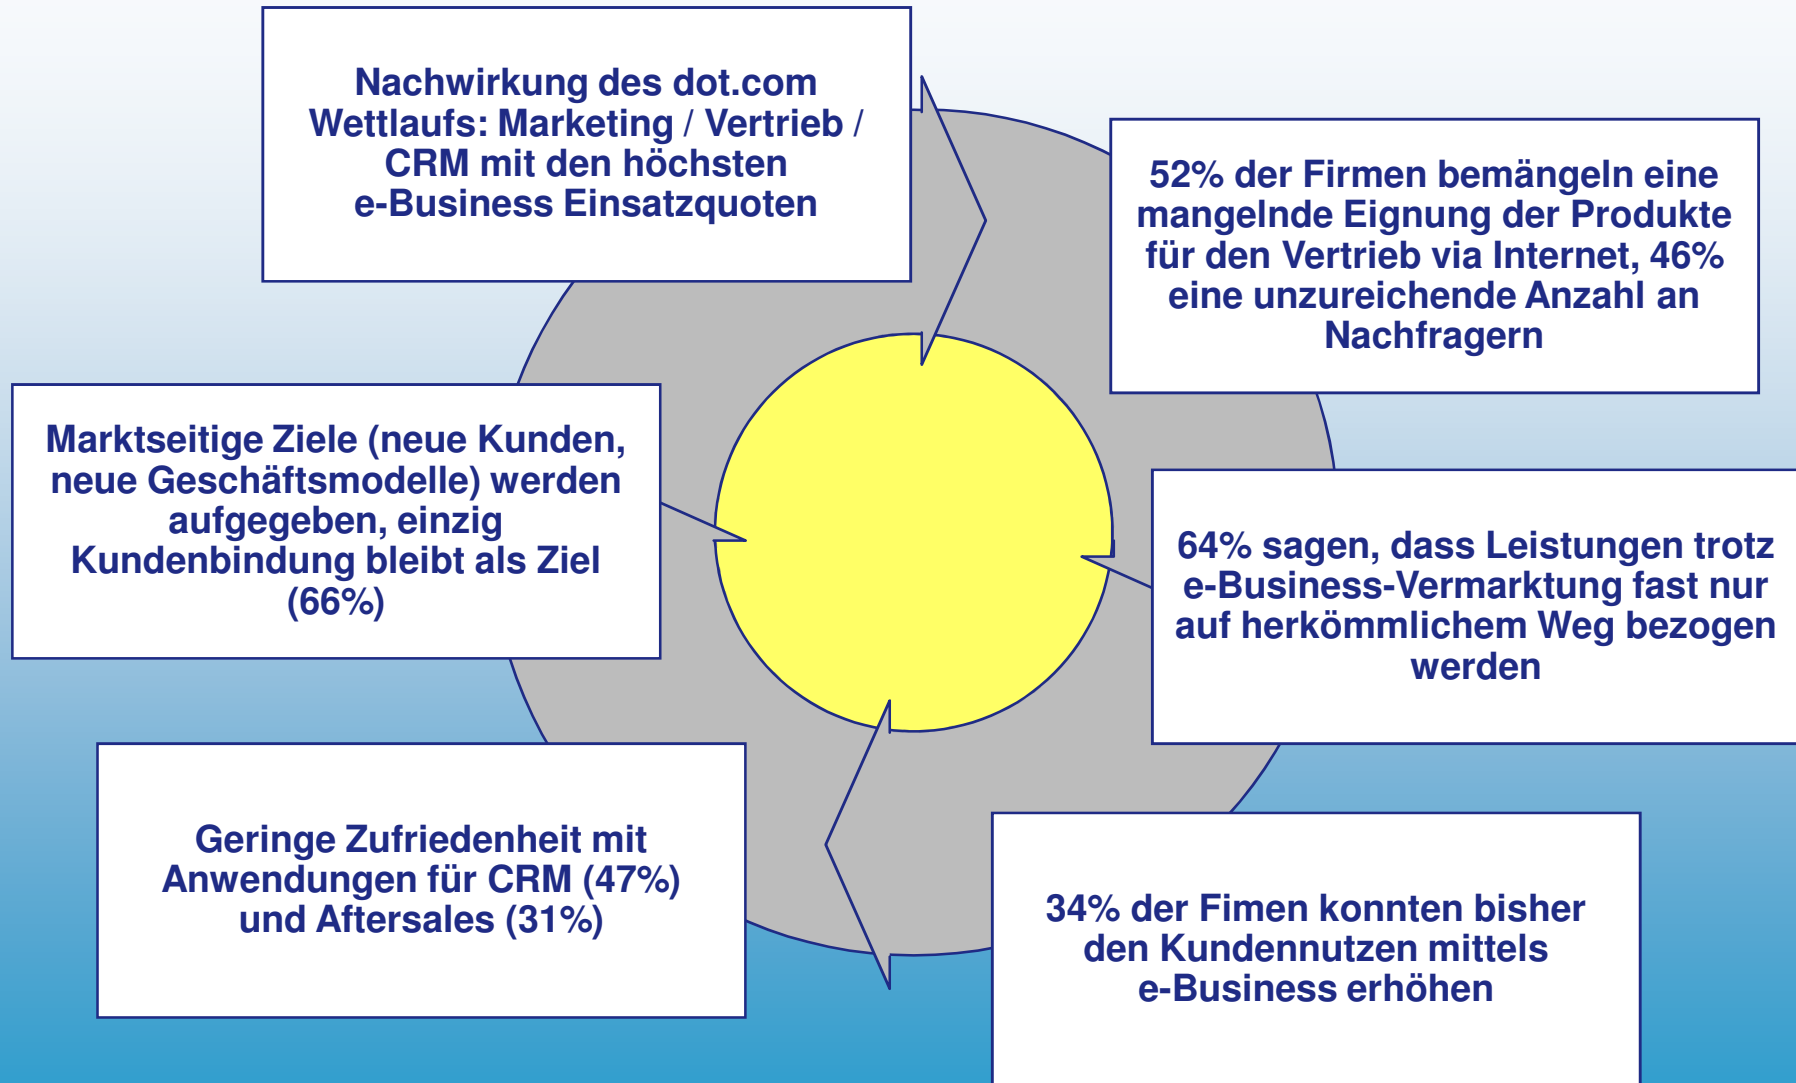 Nachwirkung des dot.com
Wettlaufs: Marketing / Vertrieb /
CRM mit den höchsten
e-Business Einsatzquoten
52% der Firmen bemängeln eine
mangelnde Eignung der Produkte
für den Vertrieb via Internet, 46%
eine unzureichende Anzahl an
Nachfragern
64% sagen, dass Leistungen trotz
e-Business-Vermarktung fast nur
auf herkömmlichem Weg bezogen
werden
34% der Fimen konnten bisher
den Kundennutzen mittels
e-Business erhöhen
Geringe Zufriedenheit mit
Anwendungen für CRM (47%)
und Aftersales (31%)
Marktseitige Ziele (neue Kunden,
neue Geschäftsmodelle) werden
aufgegeben, einzig
Kundenbindung bleibt als Ziel
(66%)